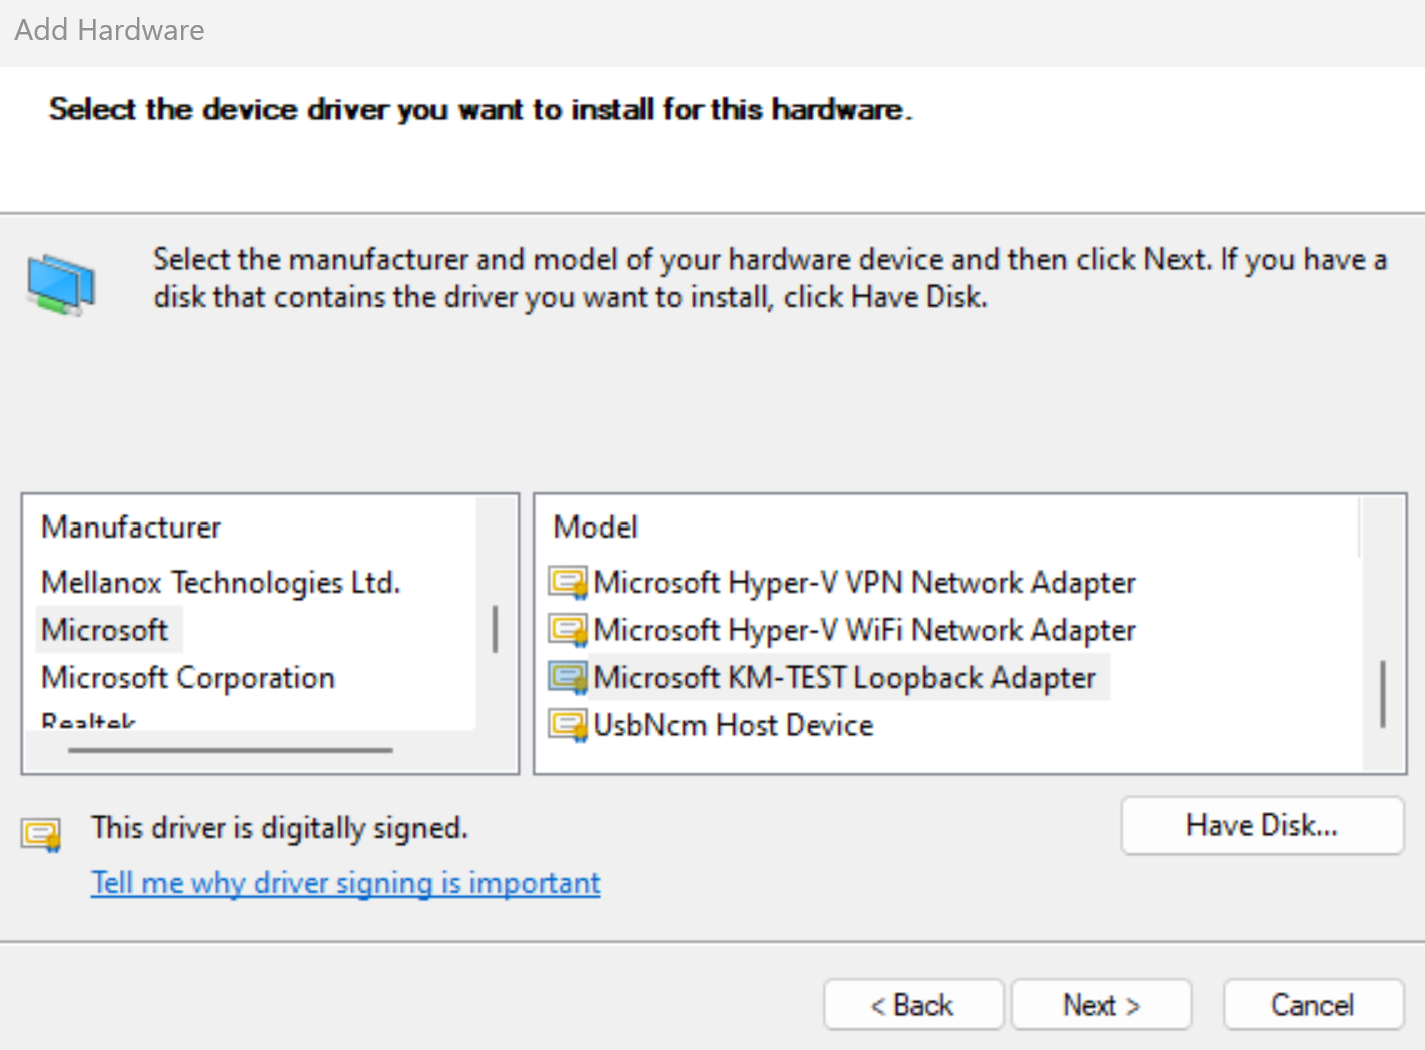 Add Hardware
Select the device driver you want to install for this hardware.
Select the manufacturer and model of your hardware device and then click Next. If you have a
disk that contains the driver you want to install, click Have Disk.
Manufacturer
Mellanox Technologies Ltd.
Microsoft
Microsoft Corporation
Realtek
Model
Microsoft Hyper-V VPN Network Adapter
Microsoft Hyper-V WiFi Network Adapter
Microsoft KM-TEST Loopback Adapter
UsbNcm Host Device
This driver is digitally signed.
Have Disk...
Tell me why driver signing is important
< Back
Next >
Cancel